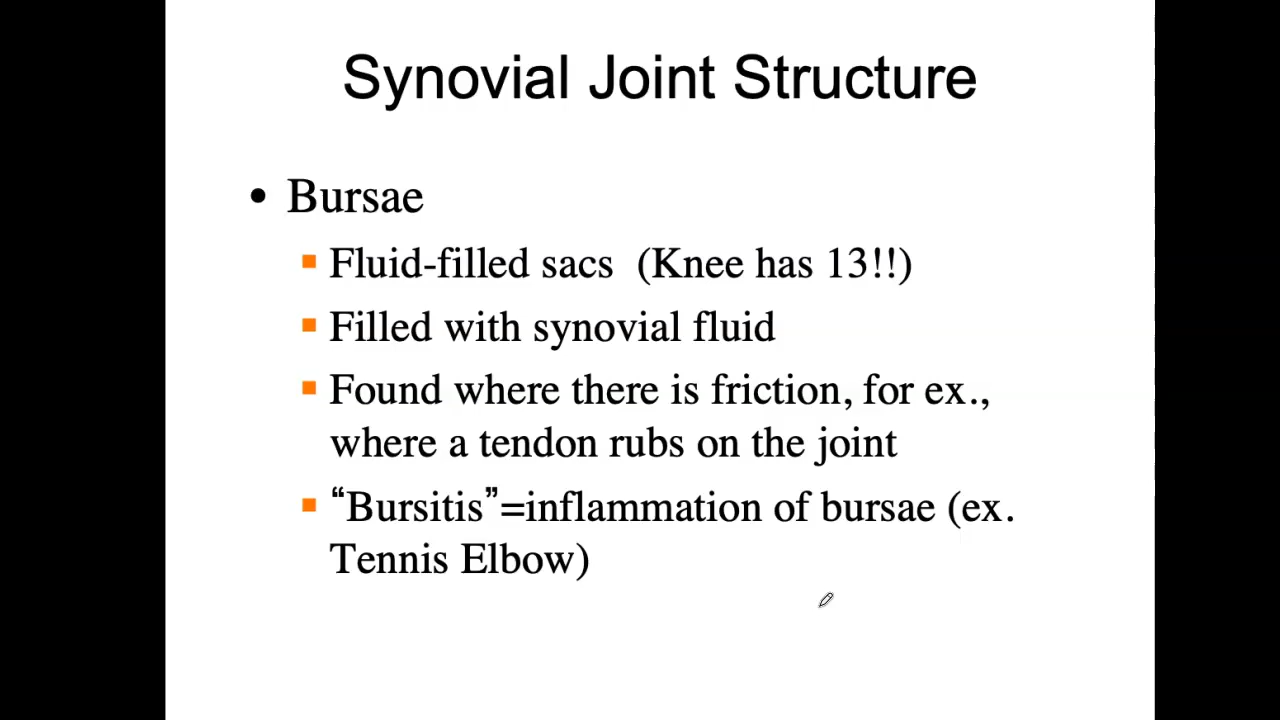 Synovial Joint Structure
• Bursae
▪ Fluid-filled sacs  (Knee has 13!!)
▪ Filled with synovial fluid
▪ Found where there is friction, for ex.,
where a tendon rubs on the joint
▪ “Bursitis”=inflammation of bursae (ex.
Tennis Elbow)